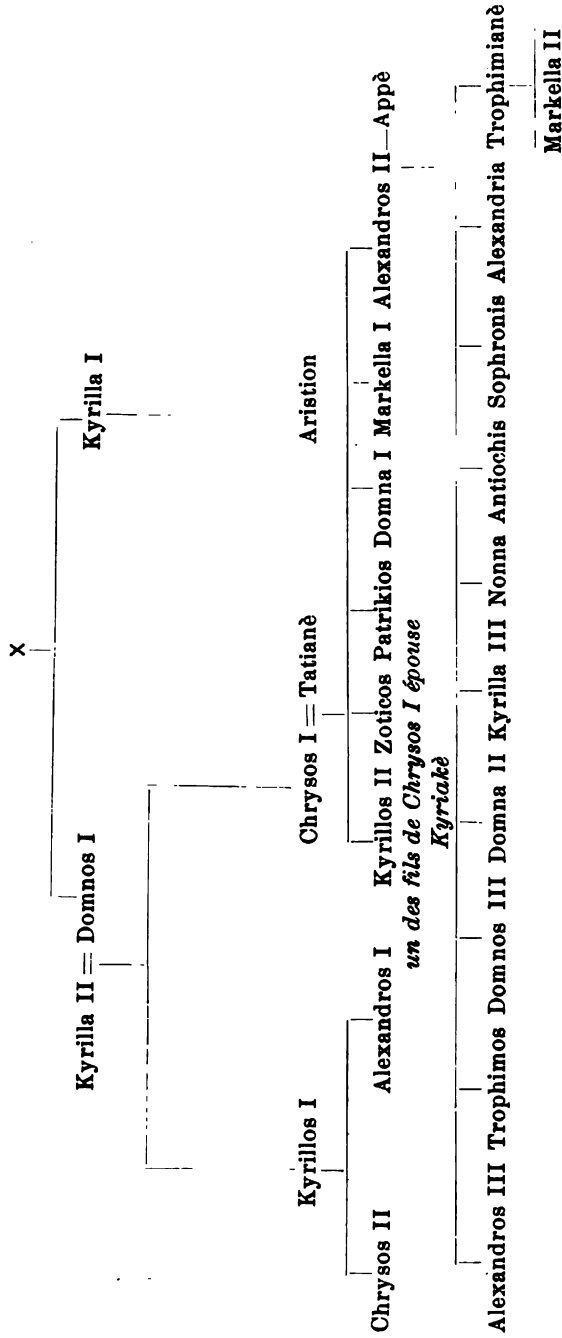 X
Kyrilla II = Domnos I Kyrilla I
Kyrillos I Chrysos I = Tatianè Aristion
Chrysos II Alexandros I Kyrillos II Zoticos Patrikios Domna I Markella I Alexandros II—Appè
un des fils de Chrysos I épouse
Kyriakè
Alexandros III Trophimos Domnos III Domna II Kyrilla III Nonna Antiochis Sophronis Alexandria Trophimianè
Markella II